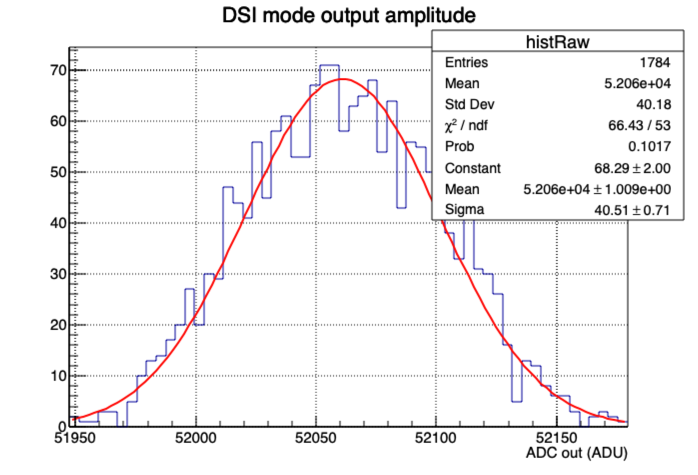 DSI mode output amplitude
histRaw
Entries 1784
Mean 5.206e+04
Std Dev 40.18
χ² / ndf 66.43 / 53
Prob 0.1017
Constant 68.29 ± 2.00
Mean 5.206e+04 ± 1.009e+00
Sigma 40.51 ± 0.71
70
60
50
40
30
20
10
0
51950 52000 52050 52100 52150
ADC out (ADU)